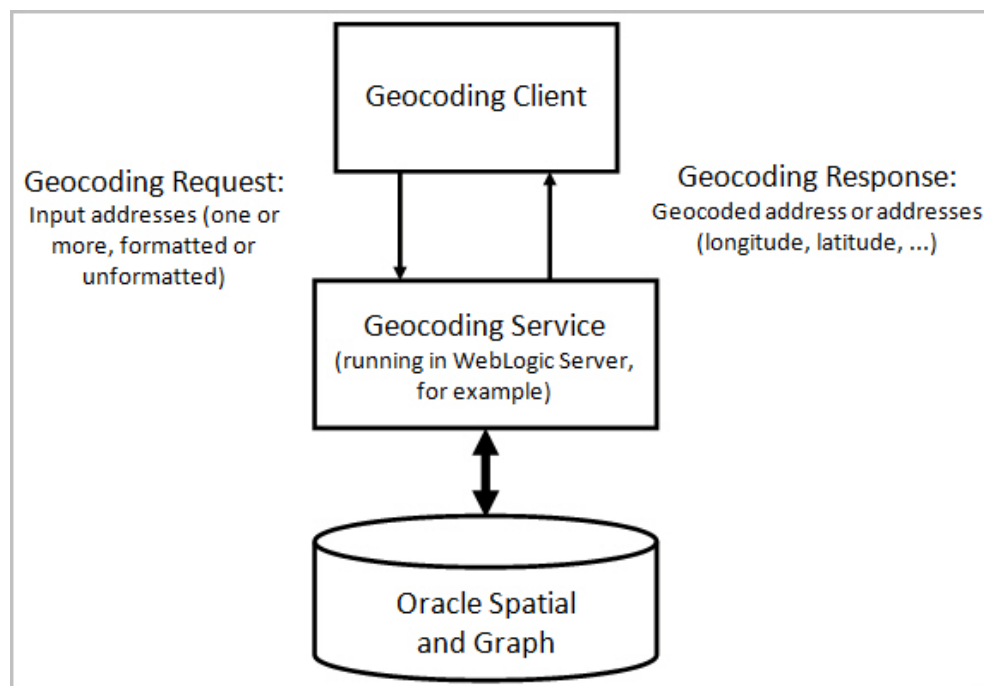 Geocoding Client
Geocoding Request:
Input addresses (one or
more, formatted or
unformatted)
Geocoding Response:
Geocoded address or addresses
(longitude, latitude, ...)
Geocoding Service
(running in WebLogic Server,
for example)
Oracle Spatial
and Graph